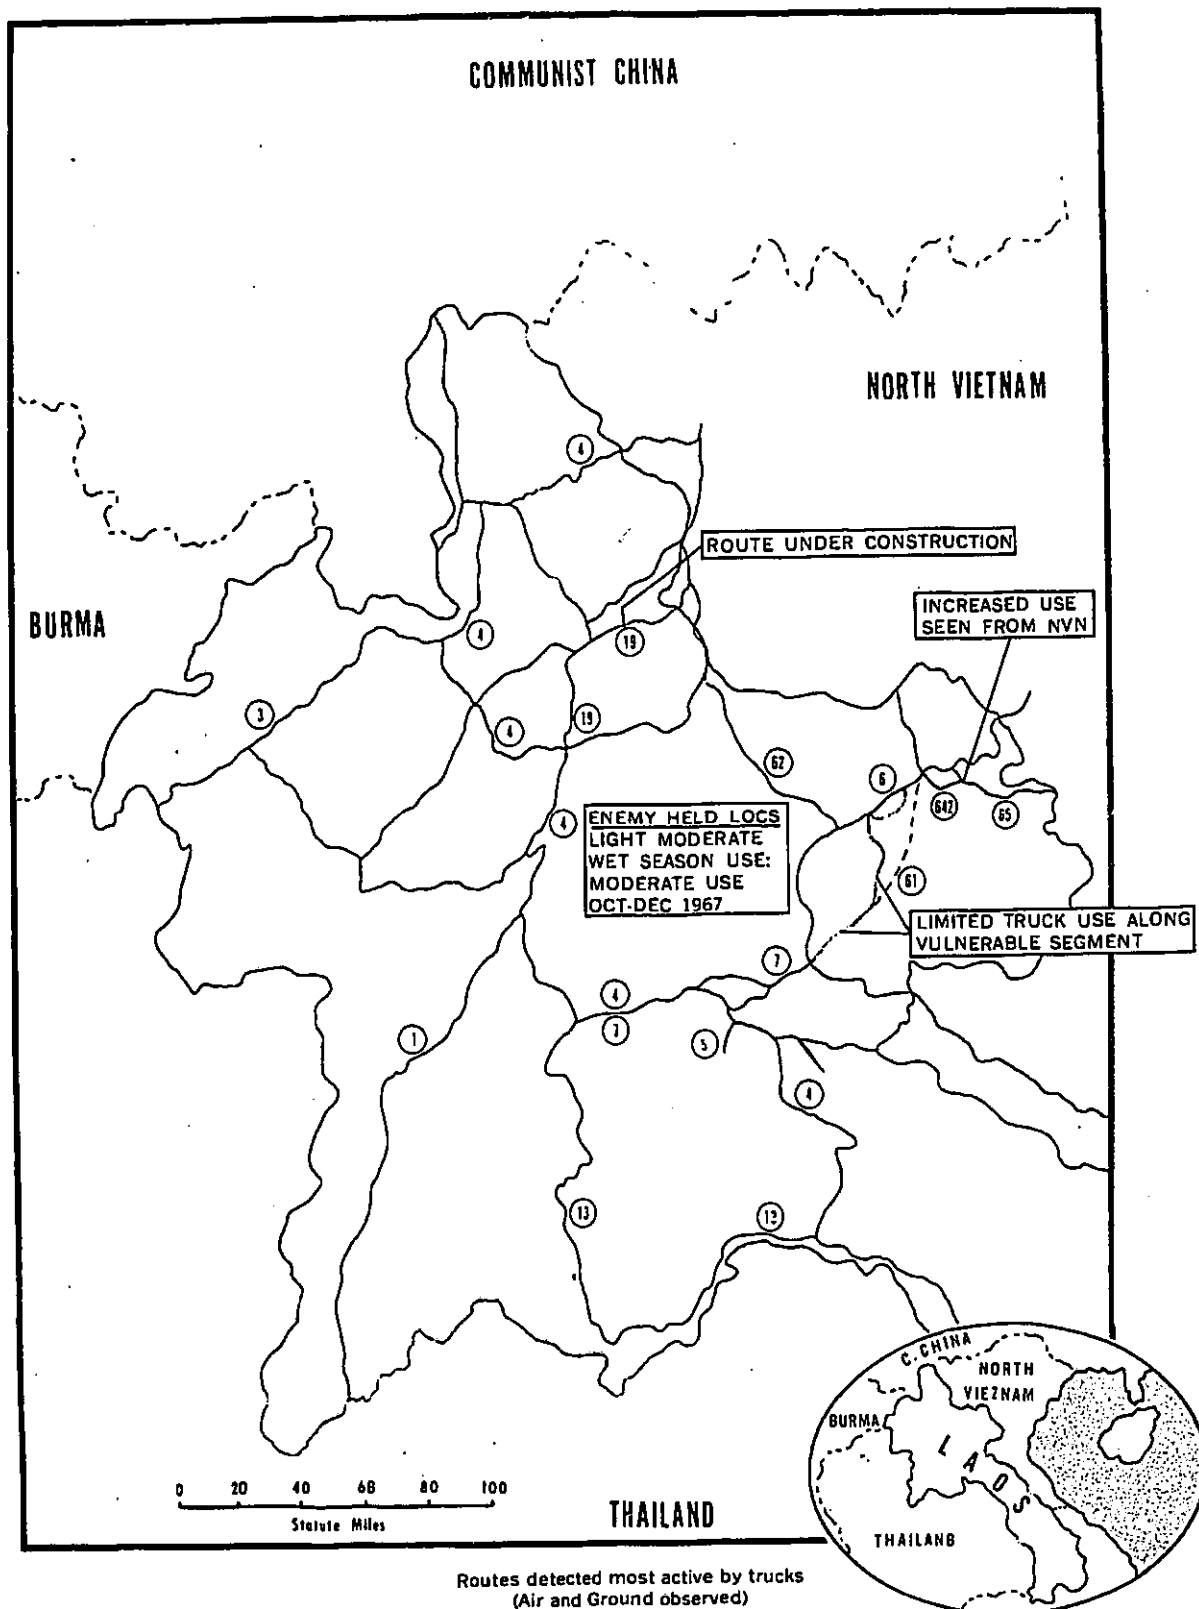 COMMUNIST CHINA
NORTH VIETNAM
4
ROUTE UNDER CONSTRUCTION
INCREASED USE
SEEN FROM NVN
BURMA
4
19
3
4
19
62
6
642
65
4
ENEMY HELD LOCS
LIGHT MODERATE
WET SEASON USE:
MODERATE USE
OCT-DEC 1967
61
LIMITED TRUCK USE ALONG
VULNERABLE SEGMENT
7
4
7
1
5
4
13
13
C. CHINA
NORTH
VIEZNAM
BURMA
LAOS
THAILANB
0 20 40 68 80 100
Statute Miles
THAILAND
Routes detected most active by trucks
(Air and Ground observed)